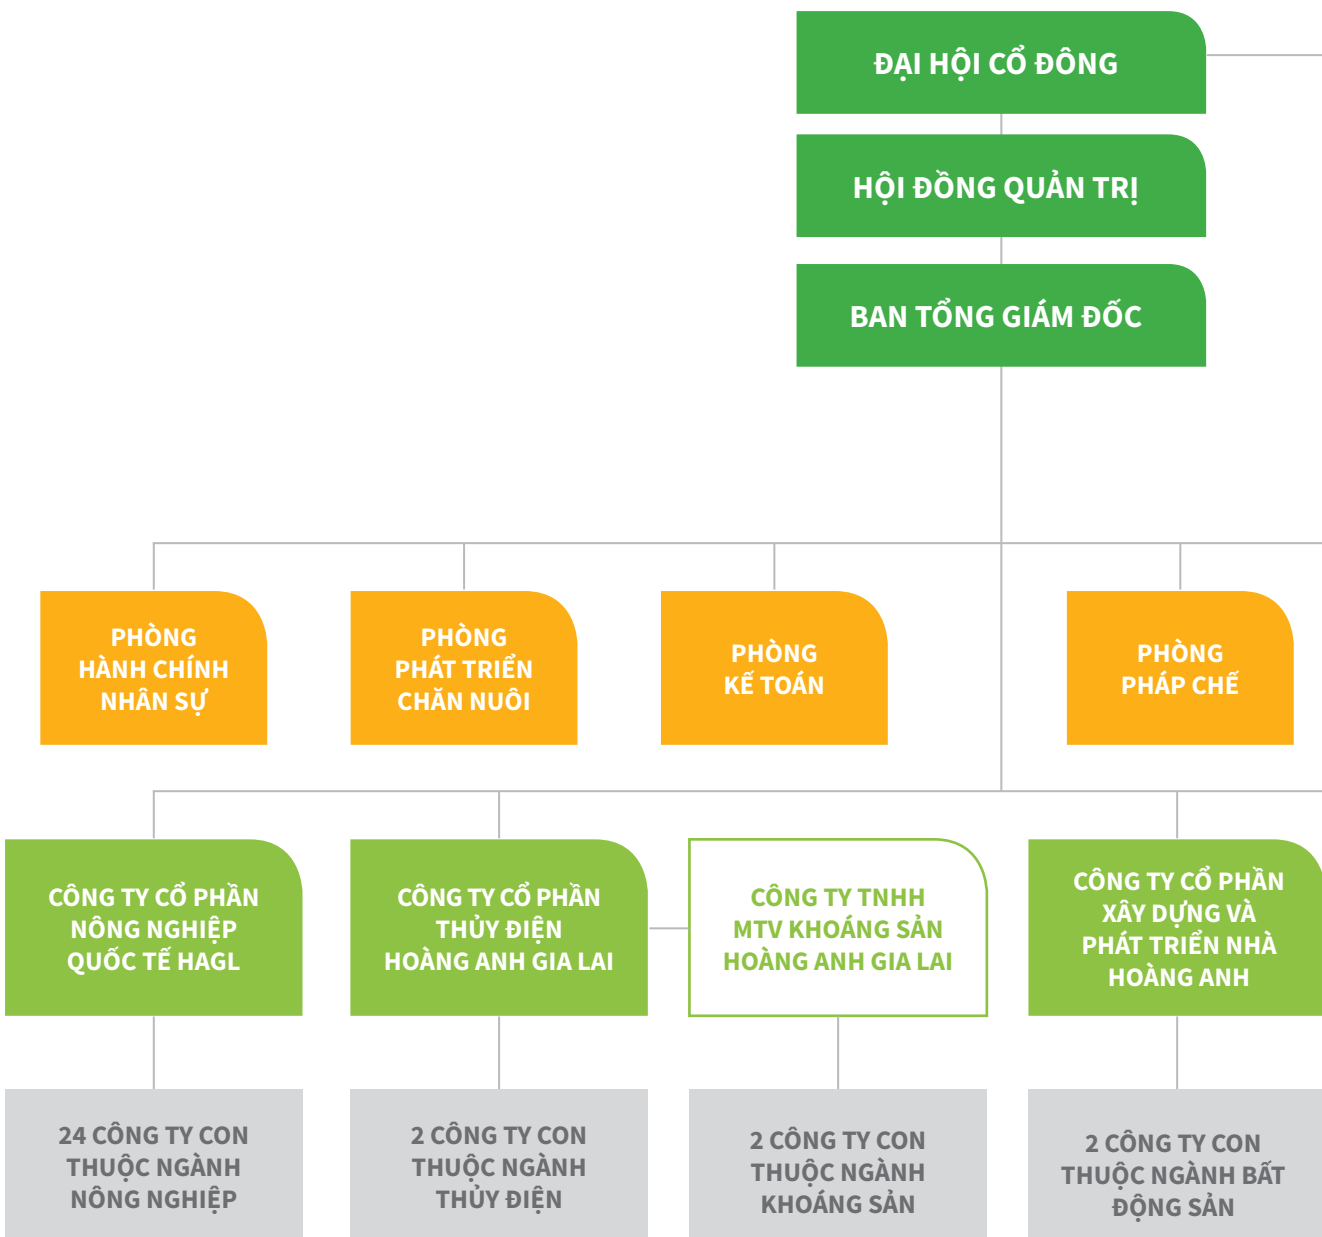 ĐẠI HỘI CỔ ĐÔNG
HỘI ĐỒNG QUẢN TRỊ
BAN TỔNG GIÁM ĐỐC
PHÒNG
HÀNH CHÍNH
NHÂN SỰ
PHÒNG
PHÁT TRIỂN
CHĂN NUÔI
PHÒNG
KẾ TOÁN
PHÒNG
PHÁP CHẾ
CÔNG TY CỔ PHẦN
NÔNG NGHIỆP
QUỐC TẾ HAGL
CÔNG TY CỔ PHẦN
THỦY ĐIỆN
HOÀNG ANH GIA LAI
CÔNG TY TNHH
MTV KHOÁNG SẢN
HOÀNG ANH GIA LAI
CÔNG TY CỔ PHẦN
XÂY DỰNG VÀ
PHÁT TRIỂN NHÀ
HOÀNG ANH
24 CÔNG TY CON
THUỘC NGÀNH
NÔNG NGHIỆP
2 CÔNG TY CON
THUỘC NGÀNH
THỦY ĐIỆN
2 CÔNG TY CON
THUỘC NGÀNH
KHOÁNG SẢN
2 CÔNG TY CON
THUỘC NGÀNH BẤT
ĐỘNG SẢN